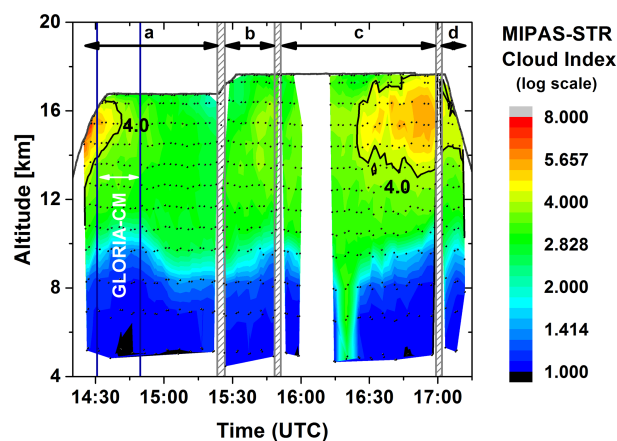 MIPAS-STR
Cloud Index
(log scale)
8.000
5.657
4.000
2.828
2.000
1.414
1.000
20
16
12
8
4
Altitude [km]
a
b
c
d
4.0
4.0
GLORIA-CM
14:30
15:00
15:30
16:00
16:30
17:00
Time (UTC)